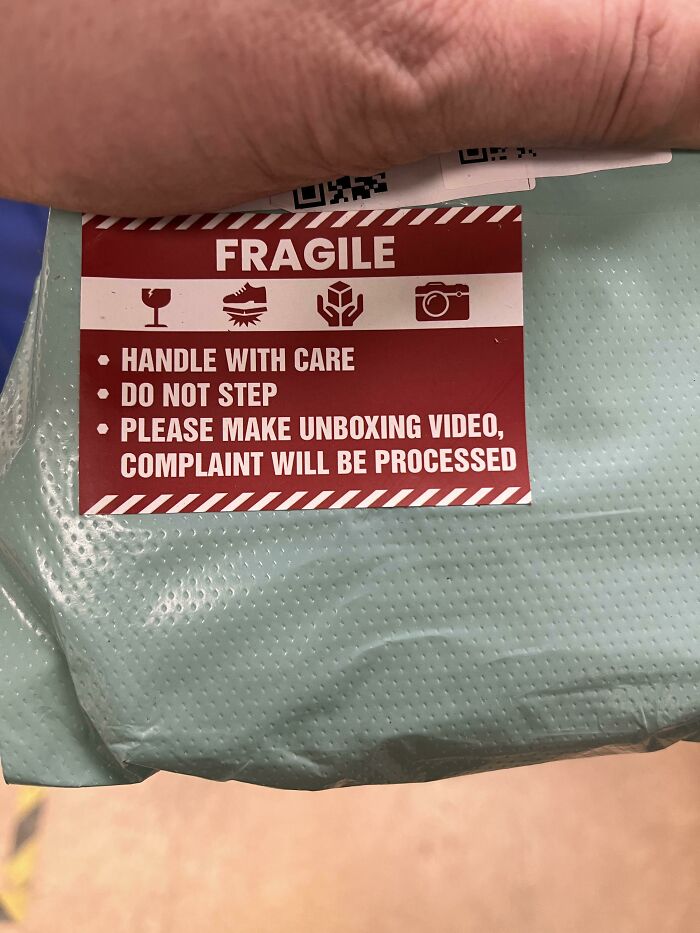 FRAGILE
• HANDLE WITH CARE
• DO NOT STEP
• PLEASE MAKE UNBOXING VIDEO,
COMPLAINT WILL BE PROCESSED